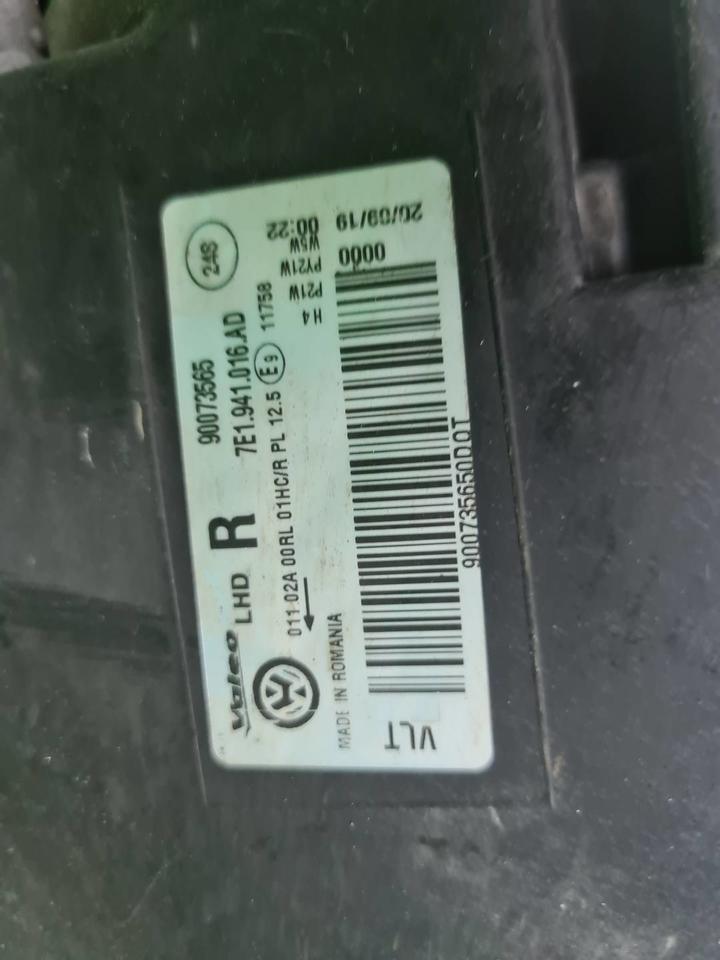 Valeo
LHD
R
90073565
7E1.941.016.AD
24S
011 02A 00RL 01HC/R PL 12.5 E9 11758
H4
P21W
PY21W
W5W
00:22
20/09/19
0000
MADE IN ROMANIA
900735650D0T
VLT